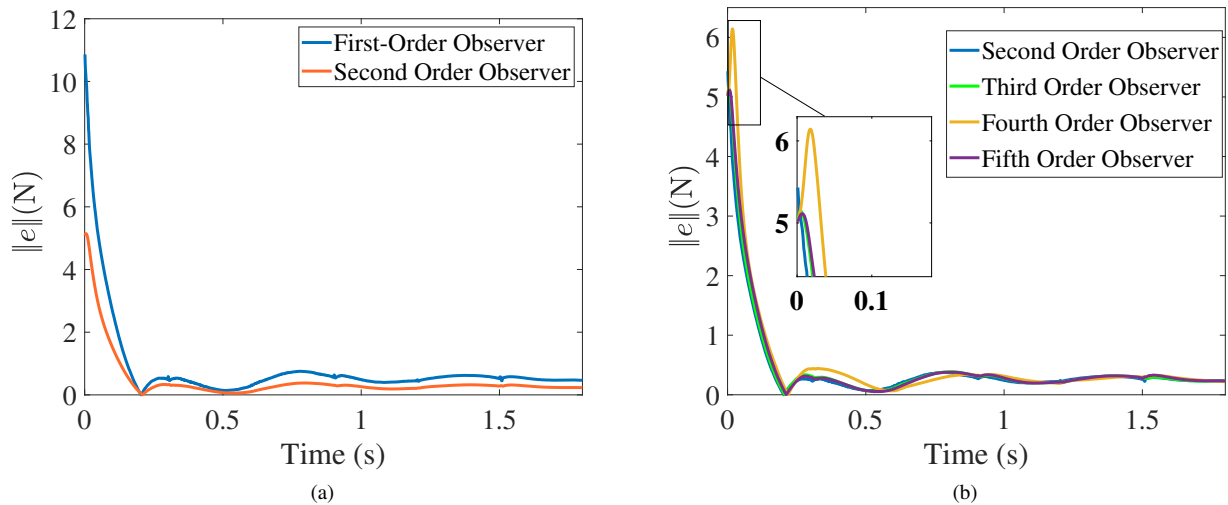 12
10
8
6
4
2
0
‖e‖(N)
First-Order Observer
Second Order Observer
0
0.5
1
1.5
Time (s)
(a)
6
5
4
3
2
1
0
‖e‖(N)
Second Order Observer
Third Order Observer
Fourth Order Observer
Fifth Order Observer
6
5
0
0.1
0
0.5
1
1.5
Time (s)
(b)